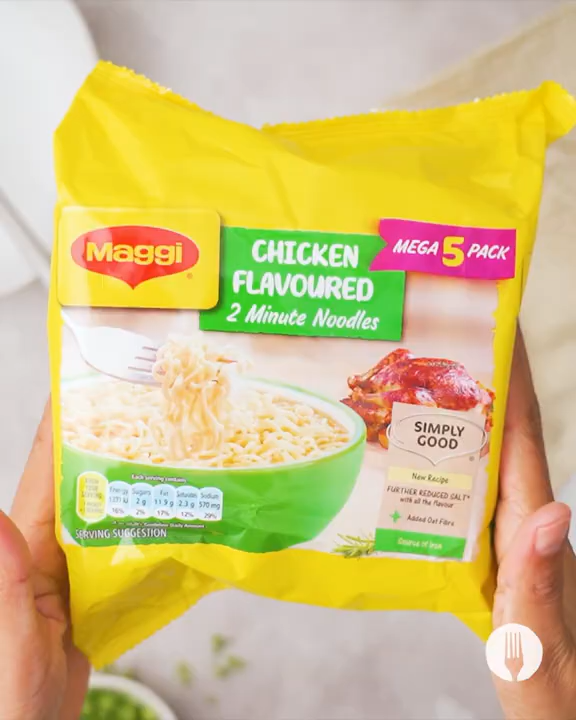 Maggi
CHICKEN
FLAVOURED
2 Minute Noodles
MEGA 5 PACK
SIMPLY
GOOD
New Recipe
FURTHER REDUCED SALT*
with all the flavour
Added Oat Fibre
Source of Iron
Each serving contains
Energy Sugars Fat Saturates Sodium
2 g 11.9 g 2.3 g 570 mg
16% 2% 17% 12% 29%
SERVING SUGGESTION